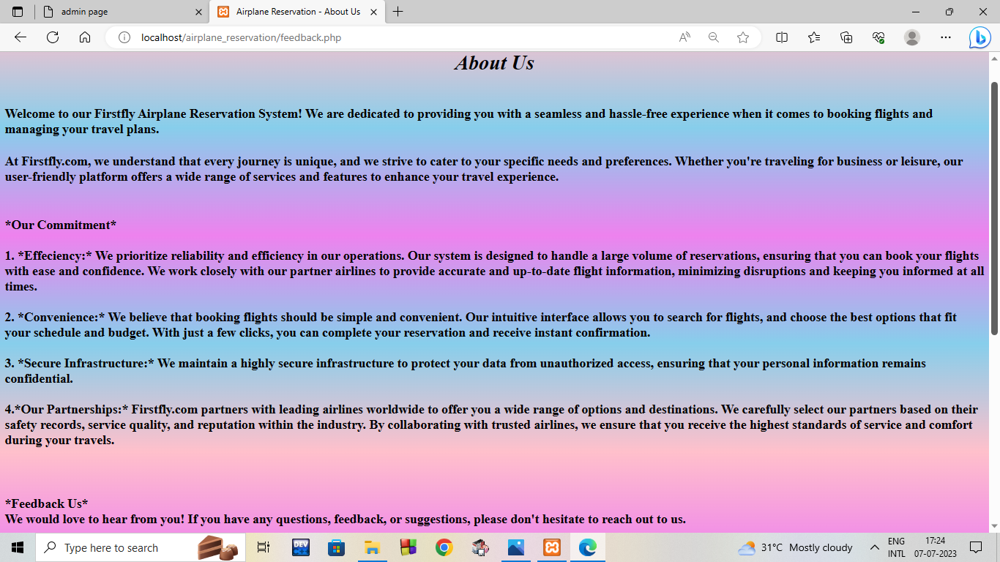 admin page
Airplane Reservation - About Us
localhost/airplane_reservation/feedback.php
About Us
Welcome to our Firstfly Airplane Reservation System! We are dedicated to providing you with a seamless and hassle-free experience when it comes to booking flights and
managing your travel plans.
At Firstfly.com, we understand that every journey is unique, and we strive to cater to your specific needs and preferences. Whether you're traveling for business or leisure, our
user-friendly platform offers a wide range of services and features to enhance your travel experience.
*Our Commitment*
1. *Effeciency:* We prioritize reliability and efficiency in our operations. Our system is designed to handle a large volume of reservations, ensuring that you can book your flights
with ease and confidence. We work closely with our partner airlines to provide accurate and up-to-date flight information, minimizing disruptions and keeping you informed at all
times.
2. *Convenience:* We believe that booking flights should be simple and convenient. Our intuitive interface allows you to search for flights, and choose the best options that fit
your schedule and budget. With just a few clicks, you can complete your reservation and receive instant confirmation.
3. *Secure Infrastructure:* We maintain a highly secure infrastructure to protect your data from unauthorized access, ensuring that your personal information remains
confidential.
4.*Our Partnerships:* Firstfly.com partners with leading airlines worldwide to offer you a wide range of options and destinations. We carefully select our partners based on their
safety records, service quality, and reputation within the industry. By collaborating with trusted airlines, we ensure that you receive the highest standards of service and comfort
during your travels.
*Feedback Us*
We would love to hear from you! If you have any questions, feedback, or suggestions, please don't hesitate to reach out to us.
Type here to search
DEV
31°C Mostly cloudy
ENG
INTL
17:24
07-07-2023